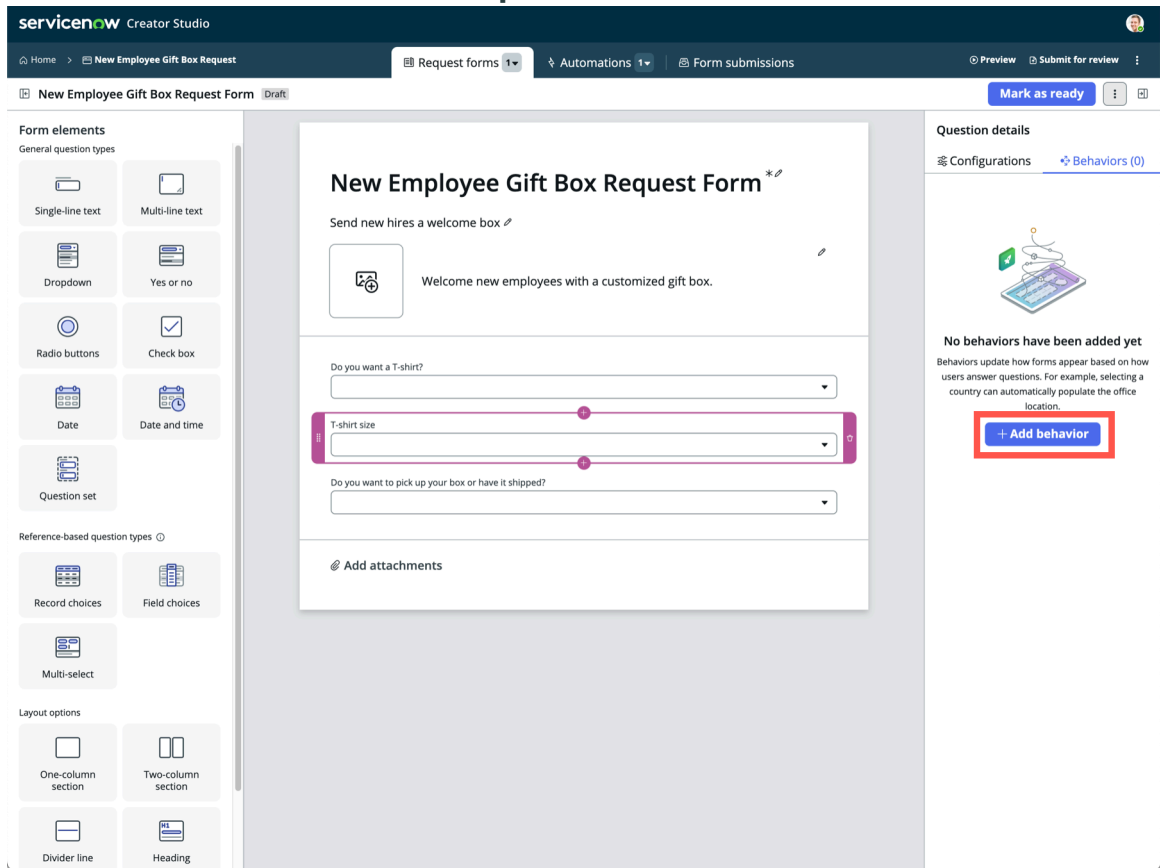 servicenow Creator Studio
Home > New Employee Gift Box Request
Request forms 1
Automations 1
Form submissions
Preview
Submit for review
New Employee Gift Box Request Form Draft
Mark as ready
Form elements
General question types
Single-line text
Multi-line text
Dropdown
Yes or no
Radio buttons
Check box
Date
Date and time
Question set
Reference-based question types
Record choices
Field choices
Multi-select
Layout options
One-column
section
Two-column
section
Divider line
H1
Heading
New Employee Gift Box Request Form *
Send new hires a welcome box
Welcome new employees with a customized gift box.
Do you want a T-shirt?
T-shirt size
Do you want to pick up your box or have it shipped?
Add attachments
Question details
Configurations
Behaviors (0)
No behaviors have been added yet
Behaviors update how forms appear based on how
users answer questions. For example, selecting a
country can automatically populate the office
location.
+ Add behavior